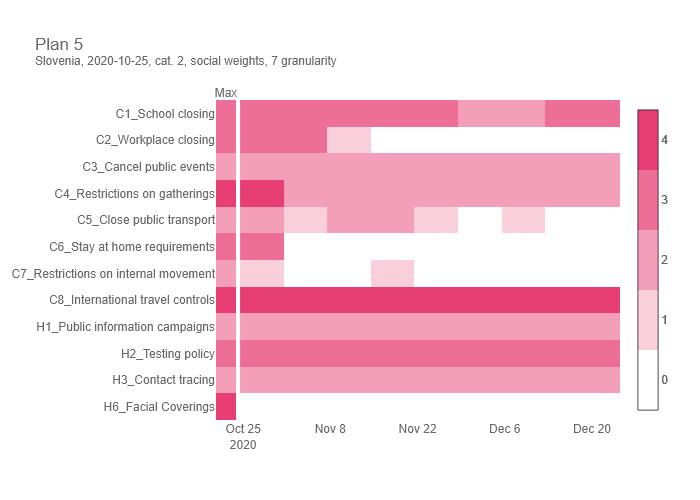 Plan 5
Slovenia, 2020-10-25, cat. 2, social weights, 7 granularity
Max
C1_School closing
C2_Workplace closing
C3_Cancel public events
C4_Restrictions on gatherings
C5_Close public transport
C6_Stay at home requirements
C7_Restrictions on internal movement
C8_International travel controls
H1_Public information campaigns
H2_Testing policy
H3_Contact tracing
H6_Facial Coverings
Oct 25 Nov 8 Nov 22 Dec 6 Dec 20
2020
4
3
2
1
0